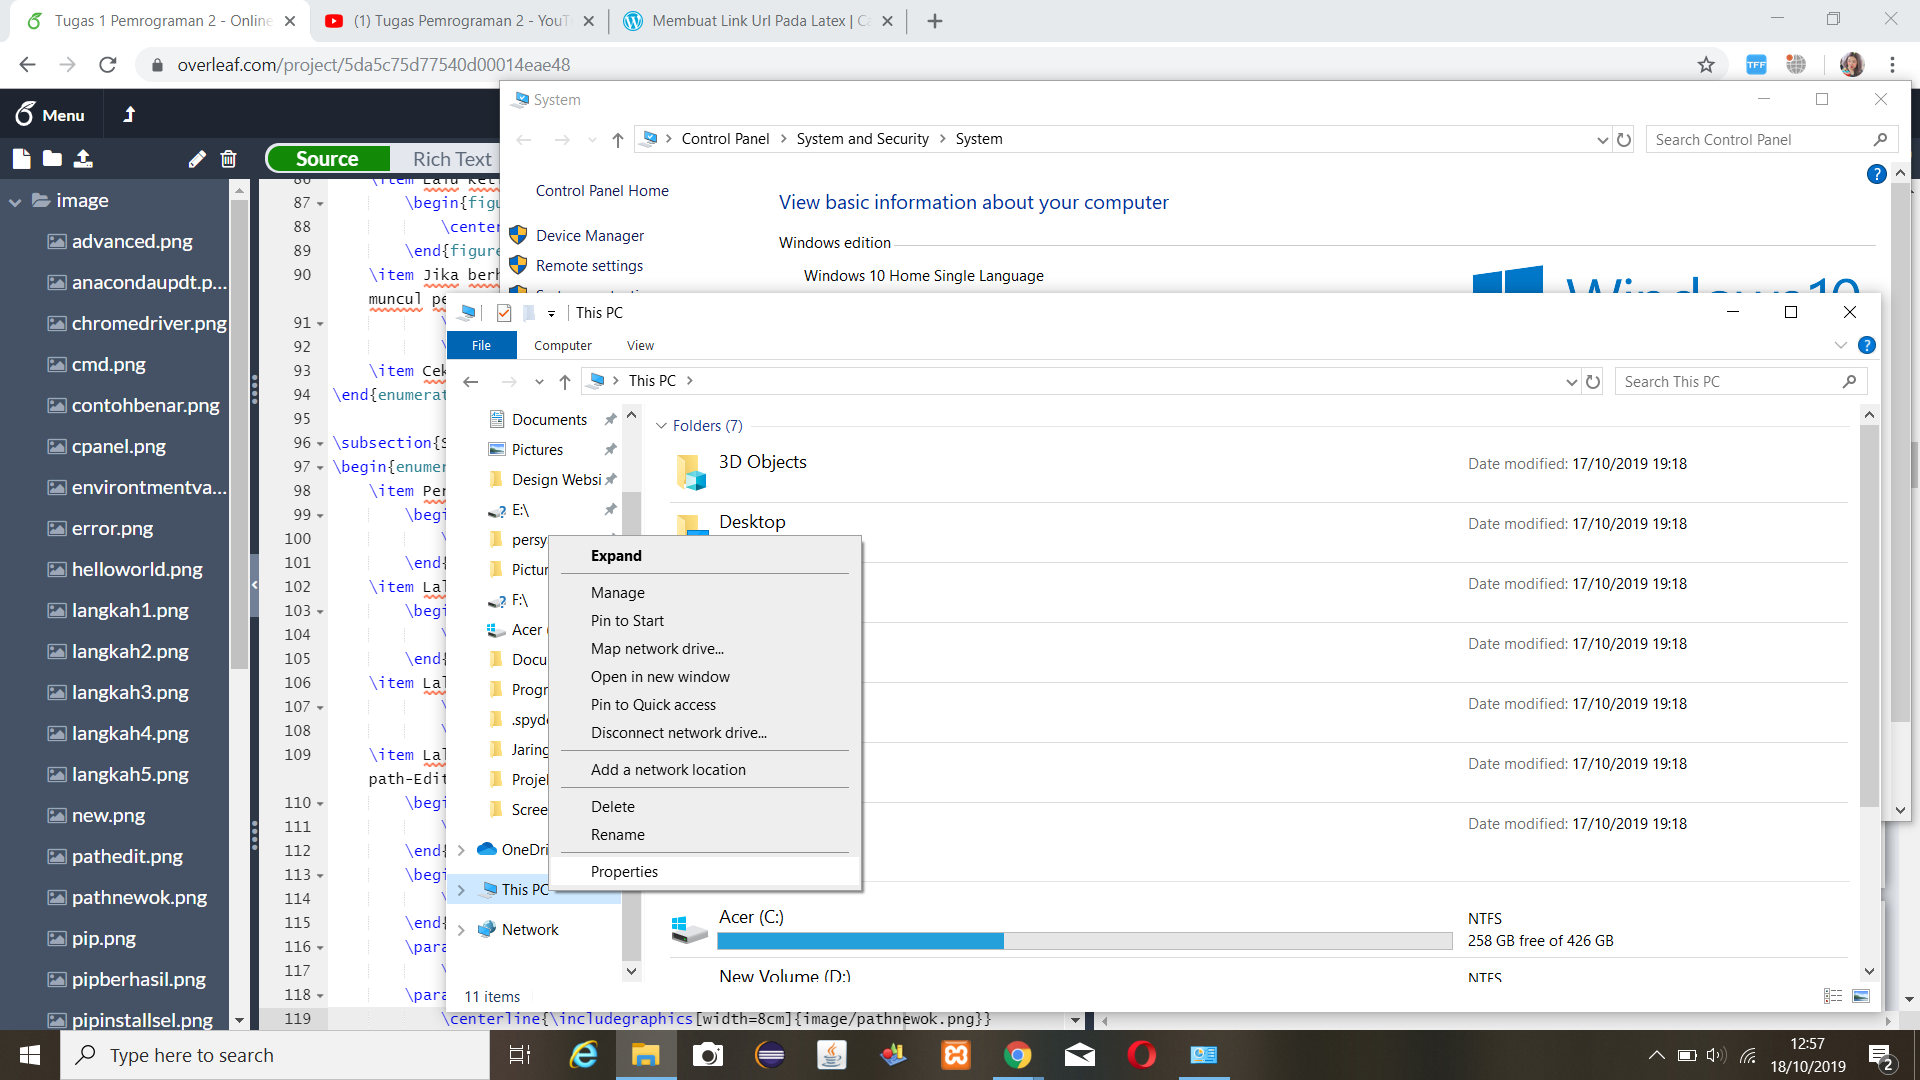 Tugas 1 Pemrograman 2 - Online
(1) Tugas Pemrograman 2 - YouT
Membuat Link Url Pada Latex | Ca
overleaf.com/project/5da5c75d77540d00014eae48
TFF
Menu
Source
Rich Text
image
advanced.png
anacondaupdt.p...
chromedriver.png
cmd.png
contohbenar.png
cpanel.png
environtmentva...
error.png
helloworld.png
langkah1.png
langkah2.png
langkah3.png
langkah4.png
langkah5.png
new.png
pathedit.png
pathnewok.png
pip.png
pipberhasil.png
pipinstallsel.png
86 \item Lalu keti
87 \begin{figu
88 \center
89 \end{figure
90 \item Jika berh
muncul pe
91 \
92 \
93 \item Cek
94 \end{enumerat
95
96 \subsection{S
97 \begin{enume
98 \item Per
99 \begi
100
101 \end{
102 \item Lal
103 \begi
104 \
105 \end{
106 \item Lal
107 \
108 \
109 \item Lal
path-Edit
110 \begi
111 \
112 \end{
113 \begi
114 \
115 \end{
116 \para
117 \
118 \para
119 \centerline{\includegraphics[width=8cm]{image/pathnewok.png}}
System
Control Panel > System and Security > System
Search Control Panel
Control Panel Home
Device Manager
Remote settings
View basic information about your computer
Windows edition
Windows 10 Home Single Language
Windows10
This PC
File
Computer
View
This PC
Search This PC
Documents
Pictures
Design Websi
E:\
persy
Pictur
F:\
Acer (
Docu
Progr
.spyde
Jaring
Projek
Scree
OneDri
This PC
Network
Folders (7)
3D Objects
Date modified: 17/10/2019 19:18
Desktop
Date modified: 17/10/2019 19:18
Date modified: 17/10/2019 19:18
Date modified: 17/10/2019 19:18
Date modified: 17/10/2019 19:18
Date modified: 17/10/2019 19:18
Date modified: 17/10/2019 19:18
Acer (C:)
NTFS
258 GB free of 426 GB
New Volume (D:)
NTFS
11 items
Expand
Manage
Pin to Start
Map network drive...
Open in new window
Pin to Quick access
Disconnect network drive...
Add a network location
Delete
Rename
Properties
Type here to search
12:57
18/10/2019
2